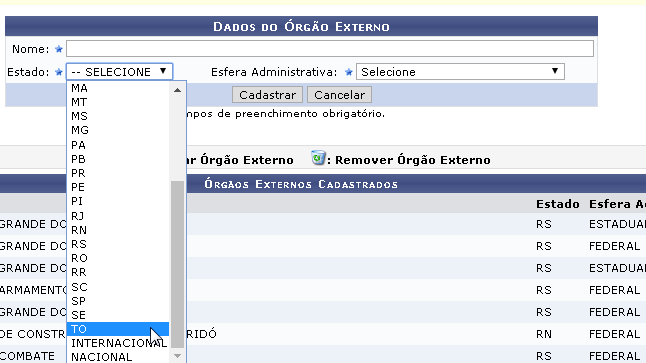 DADOS DO ÓRGÃO EXTERNO
Nome:
Estado: -- SELECIONE Esfera Administrativa: Selecione
MA
Cadastrar Cancelar
MT
MS
mpos de preenchimento obrigatório.
MG
PA
PB
ar Órgão Externo : Remover Órgão Externo
PR
PE
ÓRGÃOS EXTERNOS CADASTRADOS
PI
Estado Esfera A
RJ
GRANDE DO RS ESTADUAL
RN
RS
FEDERAL
RS
RO
GRANDE DO RS ESTADUAL
RR
SC
ARMAMENTO RS FEDERAL
SP
SE
GRANDE DO RS FEDERAL
TO
DE CONSTR RIDÓ RN FEDERAL
INTERNACIONAL
NACIONAL
COMBATE RS FEDERAL